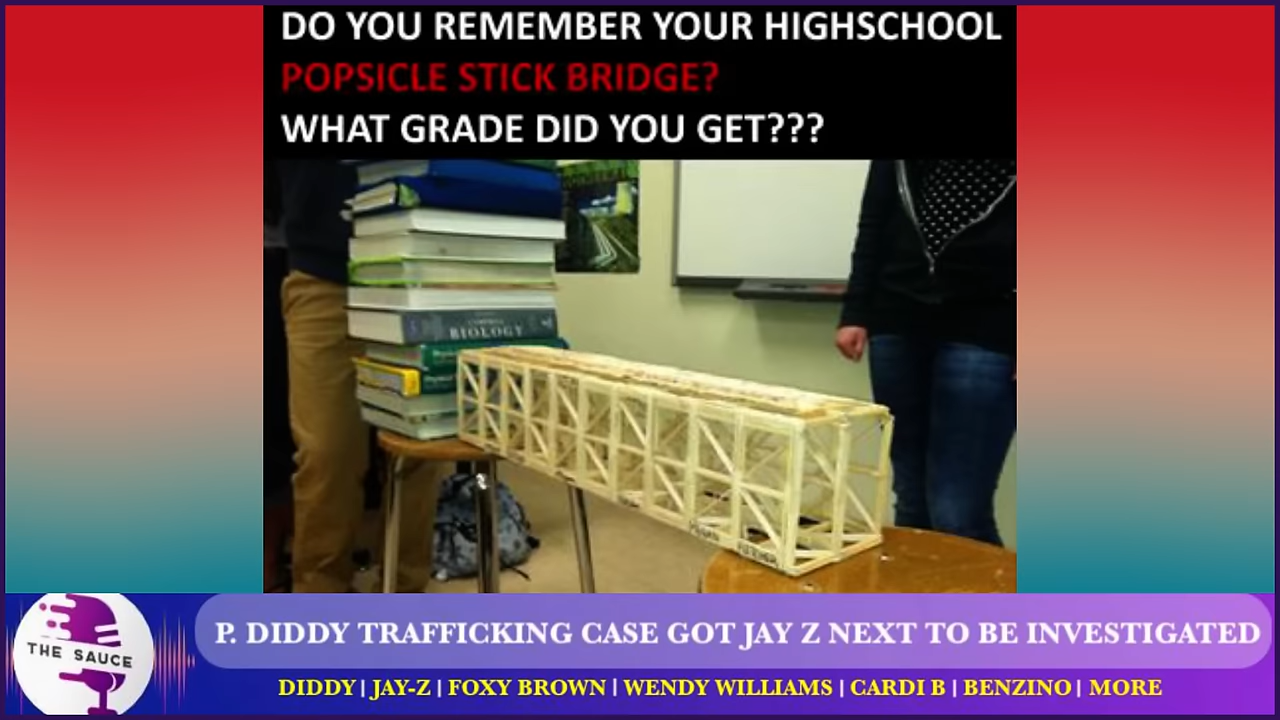 DO YOU REMEMBER YOUR HIGHSCHOOL
POPSICLE STICK BRIDGE?
WHAT GRADE DID YOU GET???
BIOLOGY
THE SAUCE
P. DIDDY TRAFFICKING CASE GOT JAY Z NEXT TO BE INVESTIGATED
DIDDY | JAY-Z | FOXY BROWN | WENDY WILLIAMS | CARDI B | BENZINO | MORE